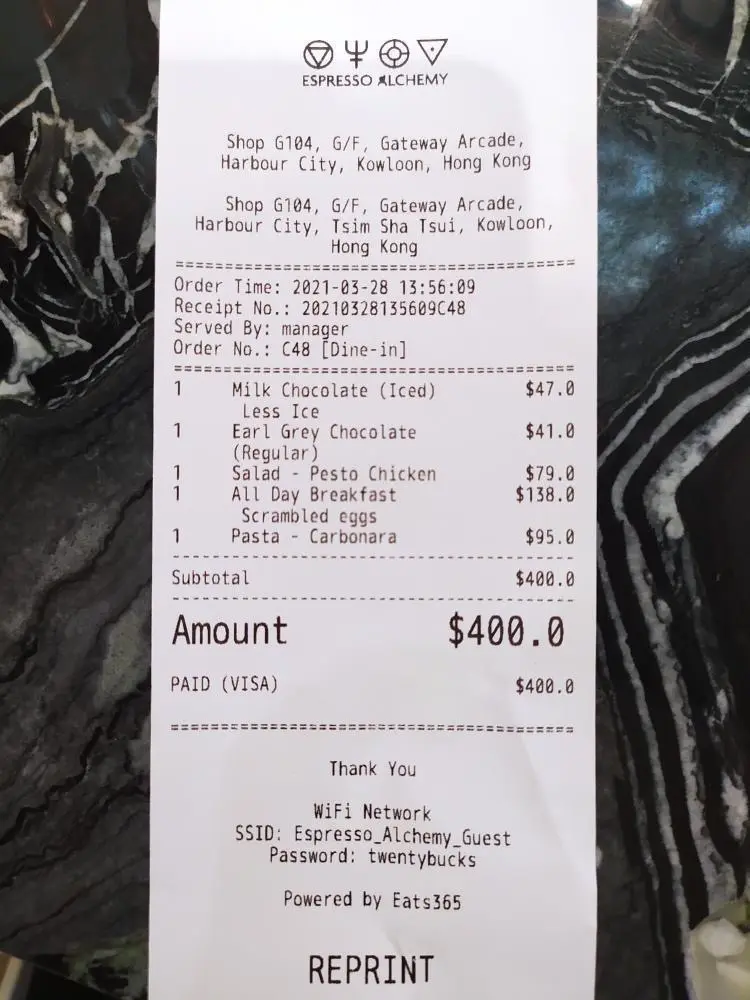 ESPRESSO ALCHEMY
Shop G104, G/F, Gateway Arcade,
Harbour City, Kowloon, Hong Kong
Shop G104, G/F, Gateway Arcade,
Harbour City, Tsim Sha Tsui, Kowloon,
Hong Kong
===========================================
Order Time: 2021-03-28 13:56:09
Receipt No.: 20210328135609C48
Served By: manager
Order No.: C48 [Dine-in]
===========================================
1 Milk Chocolate (Iced) $47.0
Less Ice
1 Earl Grey Chocolate $41.0
(Regular)
1 Salad - Pesto Chicken $79.0
1 All Day Breakfast $138.0
Scrambled eggs
1 Pasta - Carbonara $95.0
-------------------------------------------
Subtotal $400.0
-------------------------------------------
Amount $400.0
PAID (VISA) $400.0
===========================================
Thank You
WiFi Network
SSID: Espresso_Alchemy_Guest
Password: twentybucks
Powered by Eats365
REPRINT